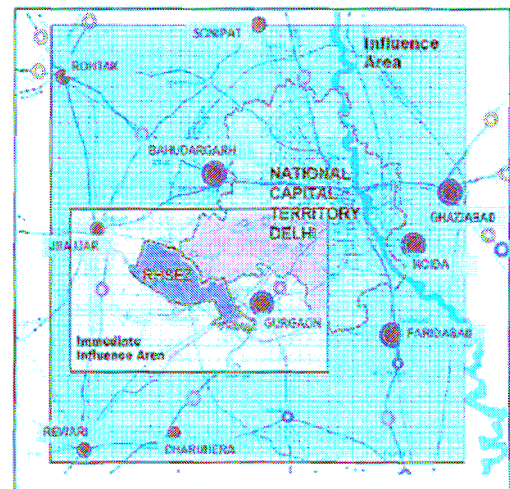 SONIPAT
Influence
Area
ROHTAK
BAHUDARGARH
NATIONAL
CAPITAL
TERRITORY
DELHI
GHAZIABAD
JHAJJAR
NOIDA
RHSEZ
GURGAON
FARIDABAD
Immediate
Influence Area
REWARI
DHARUHERA